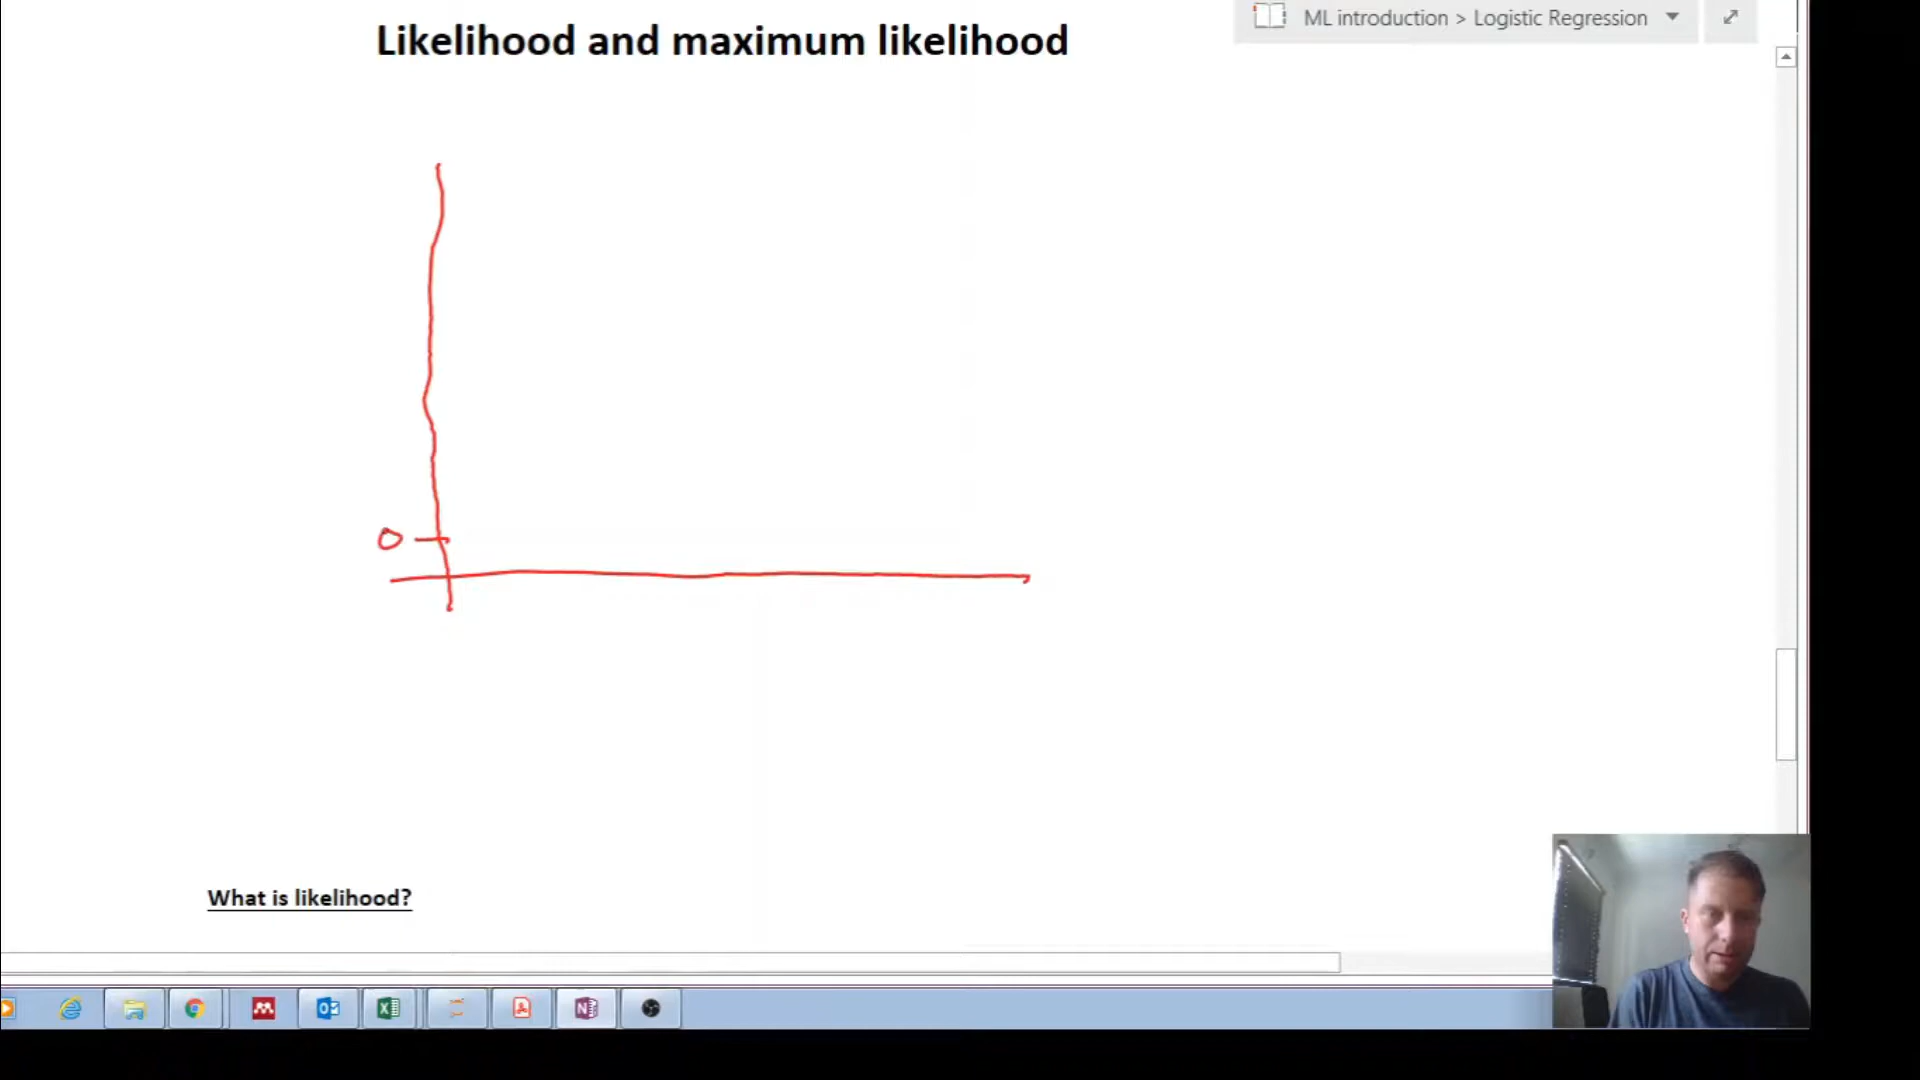 Likelihood and maximum likelihood
ML introduction > Logistic Regression
0
What is likelihood?